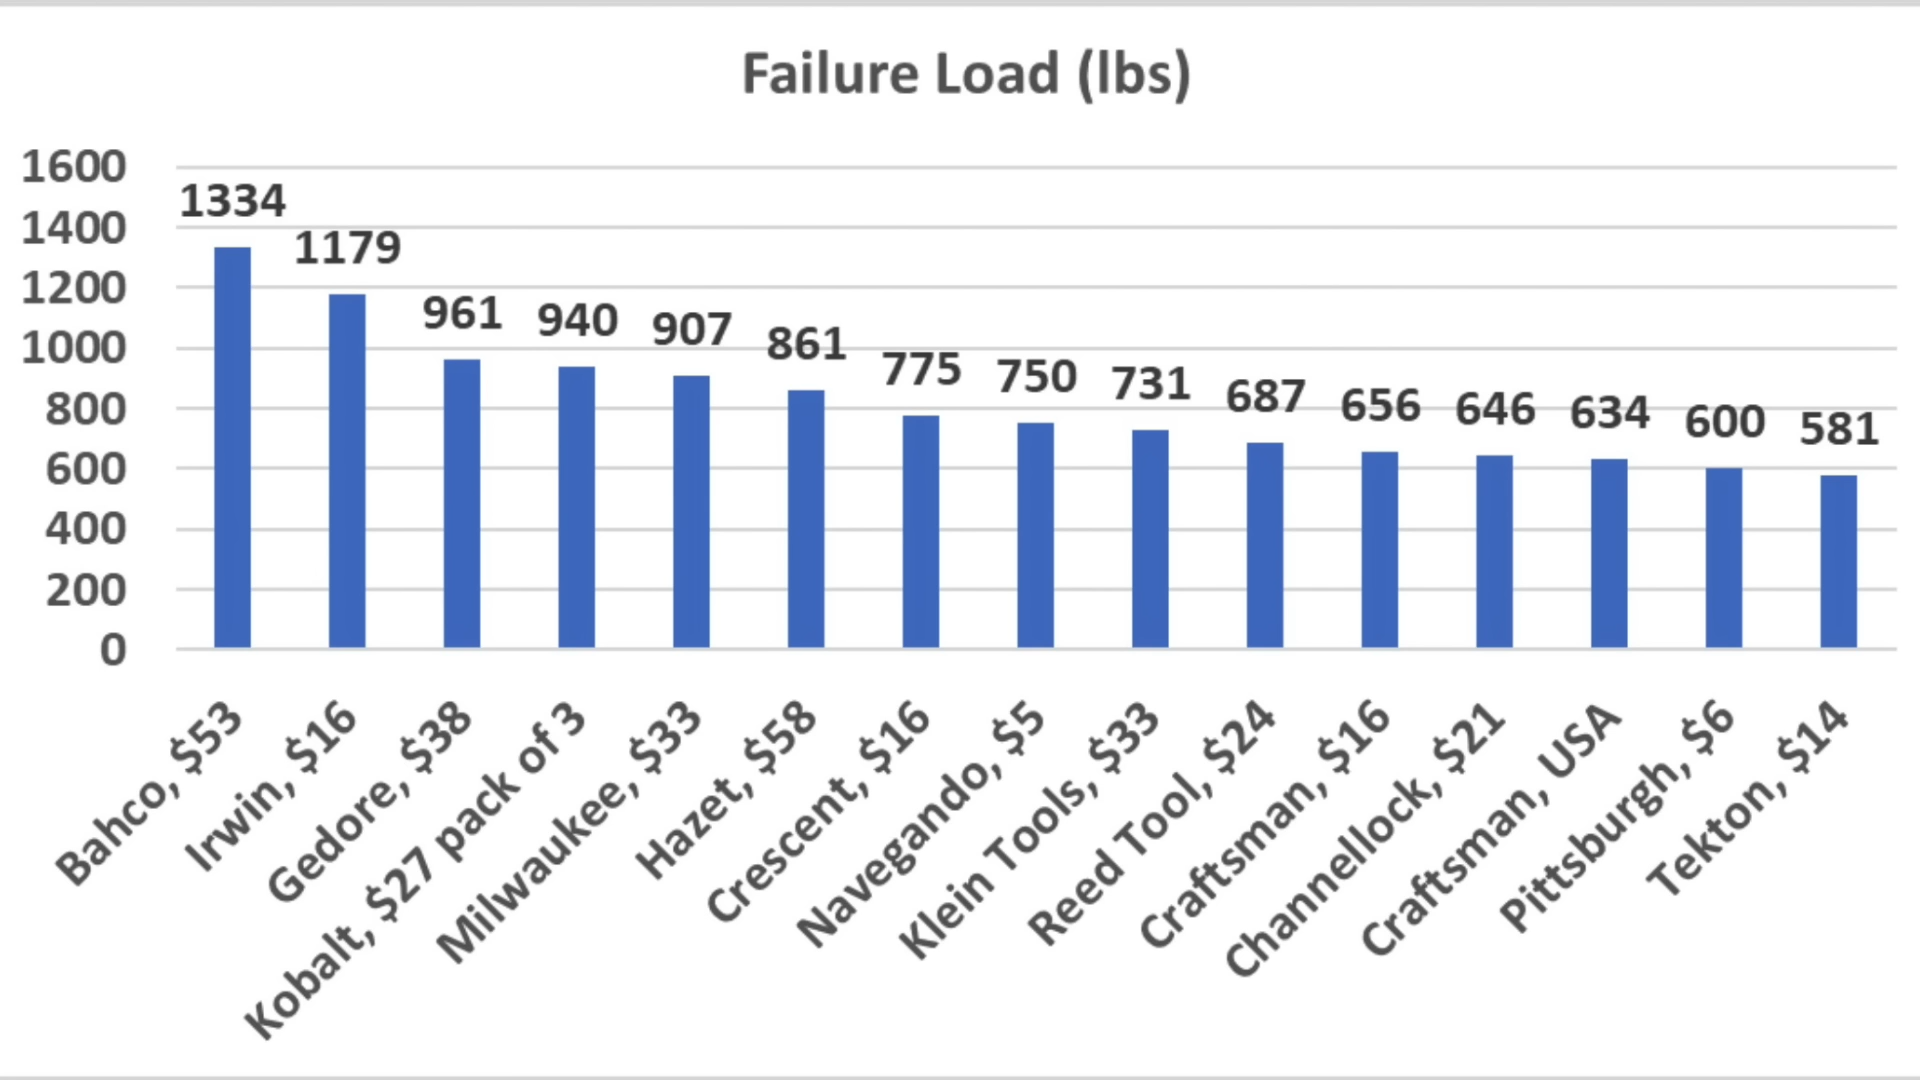 Failure Load (lbs)
1600
1400
1200
1000
800
600
400
200
0
1334
1179
961
940
907
861
775
750
731
687
656
646
634
600
581
Bahco, $53
Irwin, $16
Gedore, $38
Kobalt, $27 pack of 3
Milwaukee, $33
Hazet, $58
Crescent, $16
Navegando, $5
Klein Tools, $33
Reed Tool, $24
Craftsman, $16
Channellock, $21
Craftsman, USA
Pittsburgh, $6
Tekton, $14